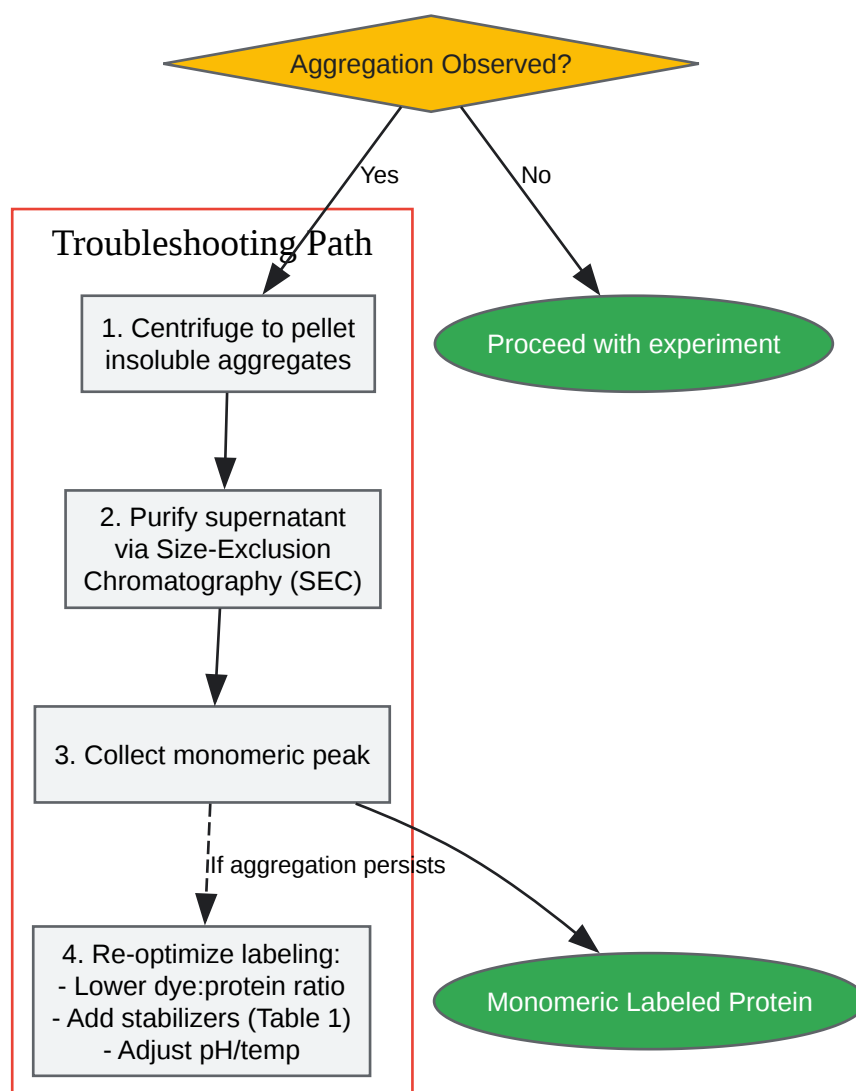 Aggregation Observed?
Yes
No
Troubleshooting Path
1. Centrifuge to pellet
insoluble aggregates
Proceed with experiment
2. Purify supernatant
via Size-Exclusion
Chromatography (SEC)
3. Collect monomeric peak
If aggregation persists
4. Re-optimize labeling:
- Lower dye:protein ratio
- Add stabilizers (Table 1)
- Adjust pH/temp
Monomeric Labeled Protein